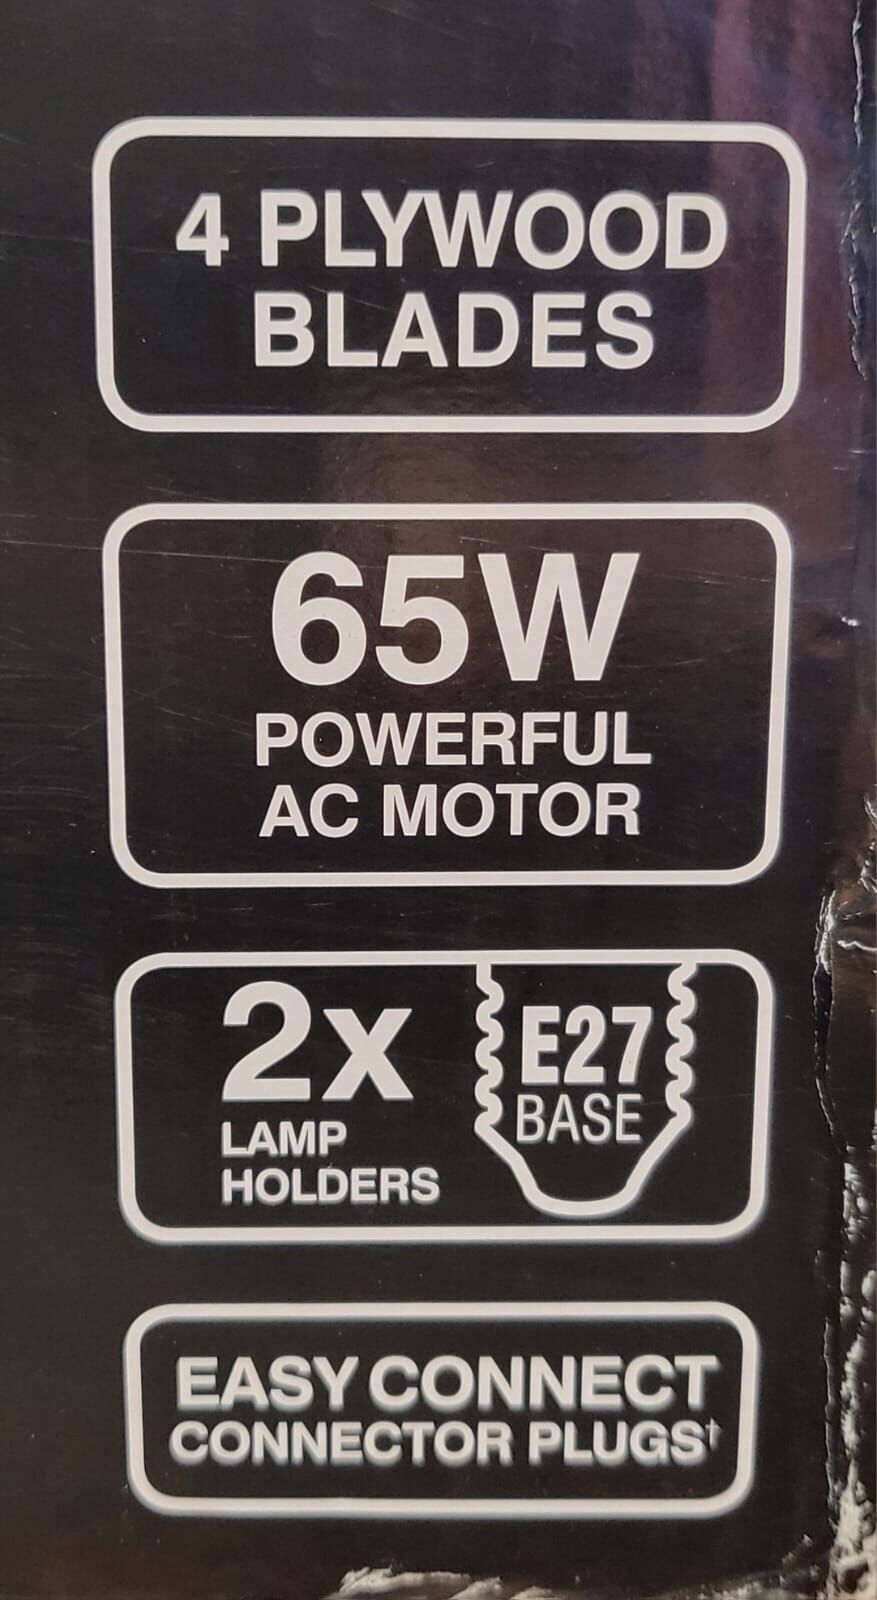 4 PLYWOOD
BLADES
65W
POWERFUL
AC MOTOR
2x
LAMP
HOLDERS
E27
BASE
EASY CONNECT
CONNECTOR PLUGS†